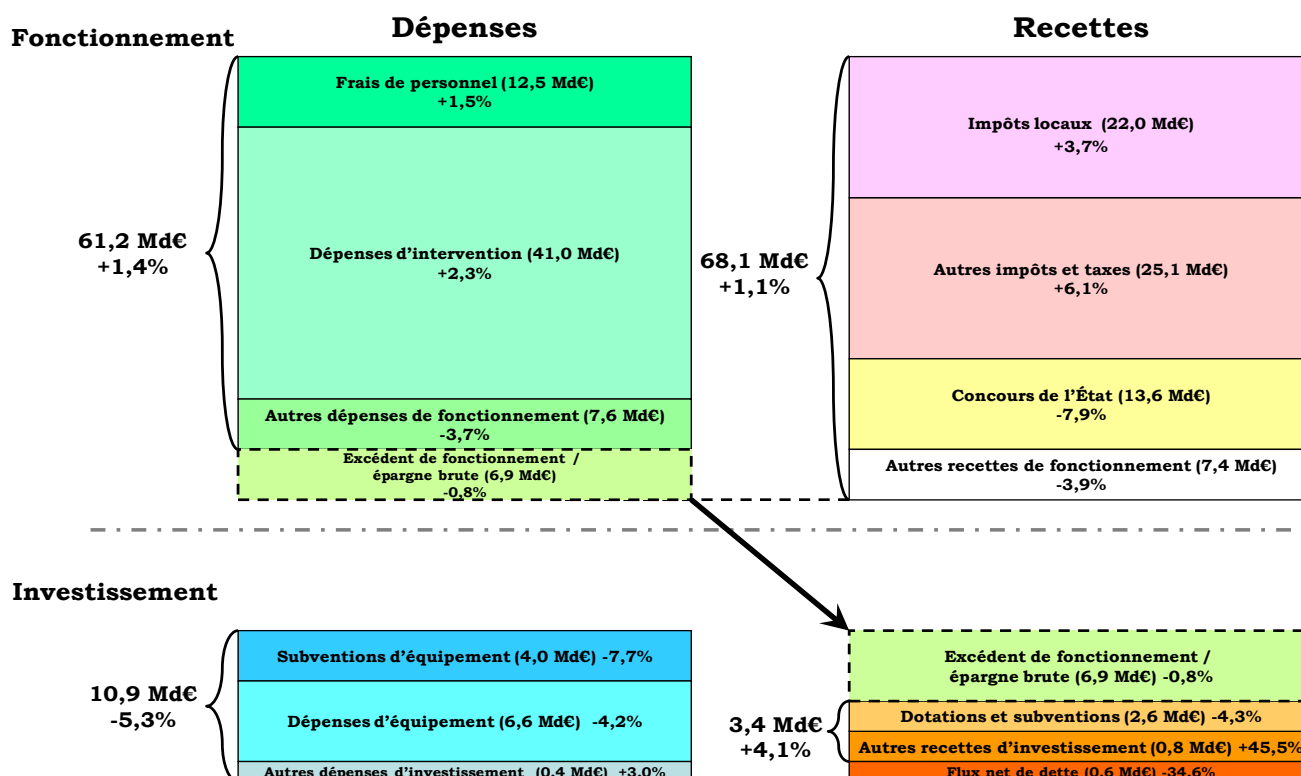 Dépenses
Recettes
Fonctionnement
Frais de personnel (12,5 Md€)
+1,5%
Dépenses d'intervention (41,0 Md€)
+2,3%
Autres dépenses de fonctionnement (7,6 Md€)
-3,7%
Excédent de fonctionnement /
épargne brute (6,9 Md€)
-0,8%
61,2 Md€
+1,4%
Impôts locaux (22,0 Md€)
+3,7%
Autres impôts et taxes (25,1 Md€)
+6,1%
Concours de l'État (13,6 Md€)
-7,9%
Autres recettes de fonctionnement (7,4 Md€)
-3,9%
68,1 Md€
+1,1%
Investissement
10,9 Md€
-5,3%
Subventions d'équipement (4,0 Md€) -7,7%
Dépenses d'équipement (6,6 Md€) -4,2%
Autres dépenses d'investissement (0,4 Md€) +3,0%
Excédent de fonctionnement /
épargne brute (6,9 Md€) -0,8%
3,4 Md€
+4,1%
Dotations et subventions (2,6 Md€) -4,3%
Autres recettes d'investissement (0,8 Md€) +45,5%
Flux net de dette (0,6 Md€) -34,6%